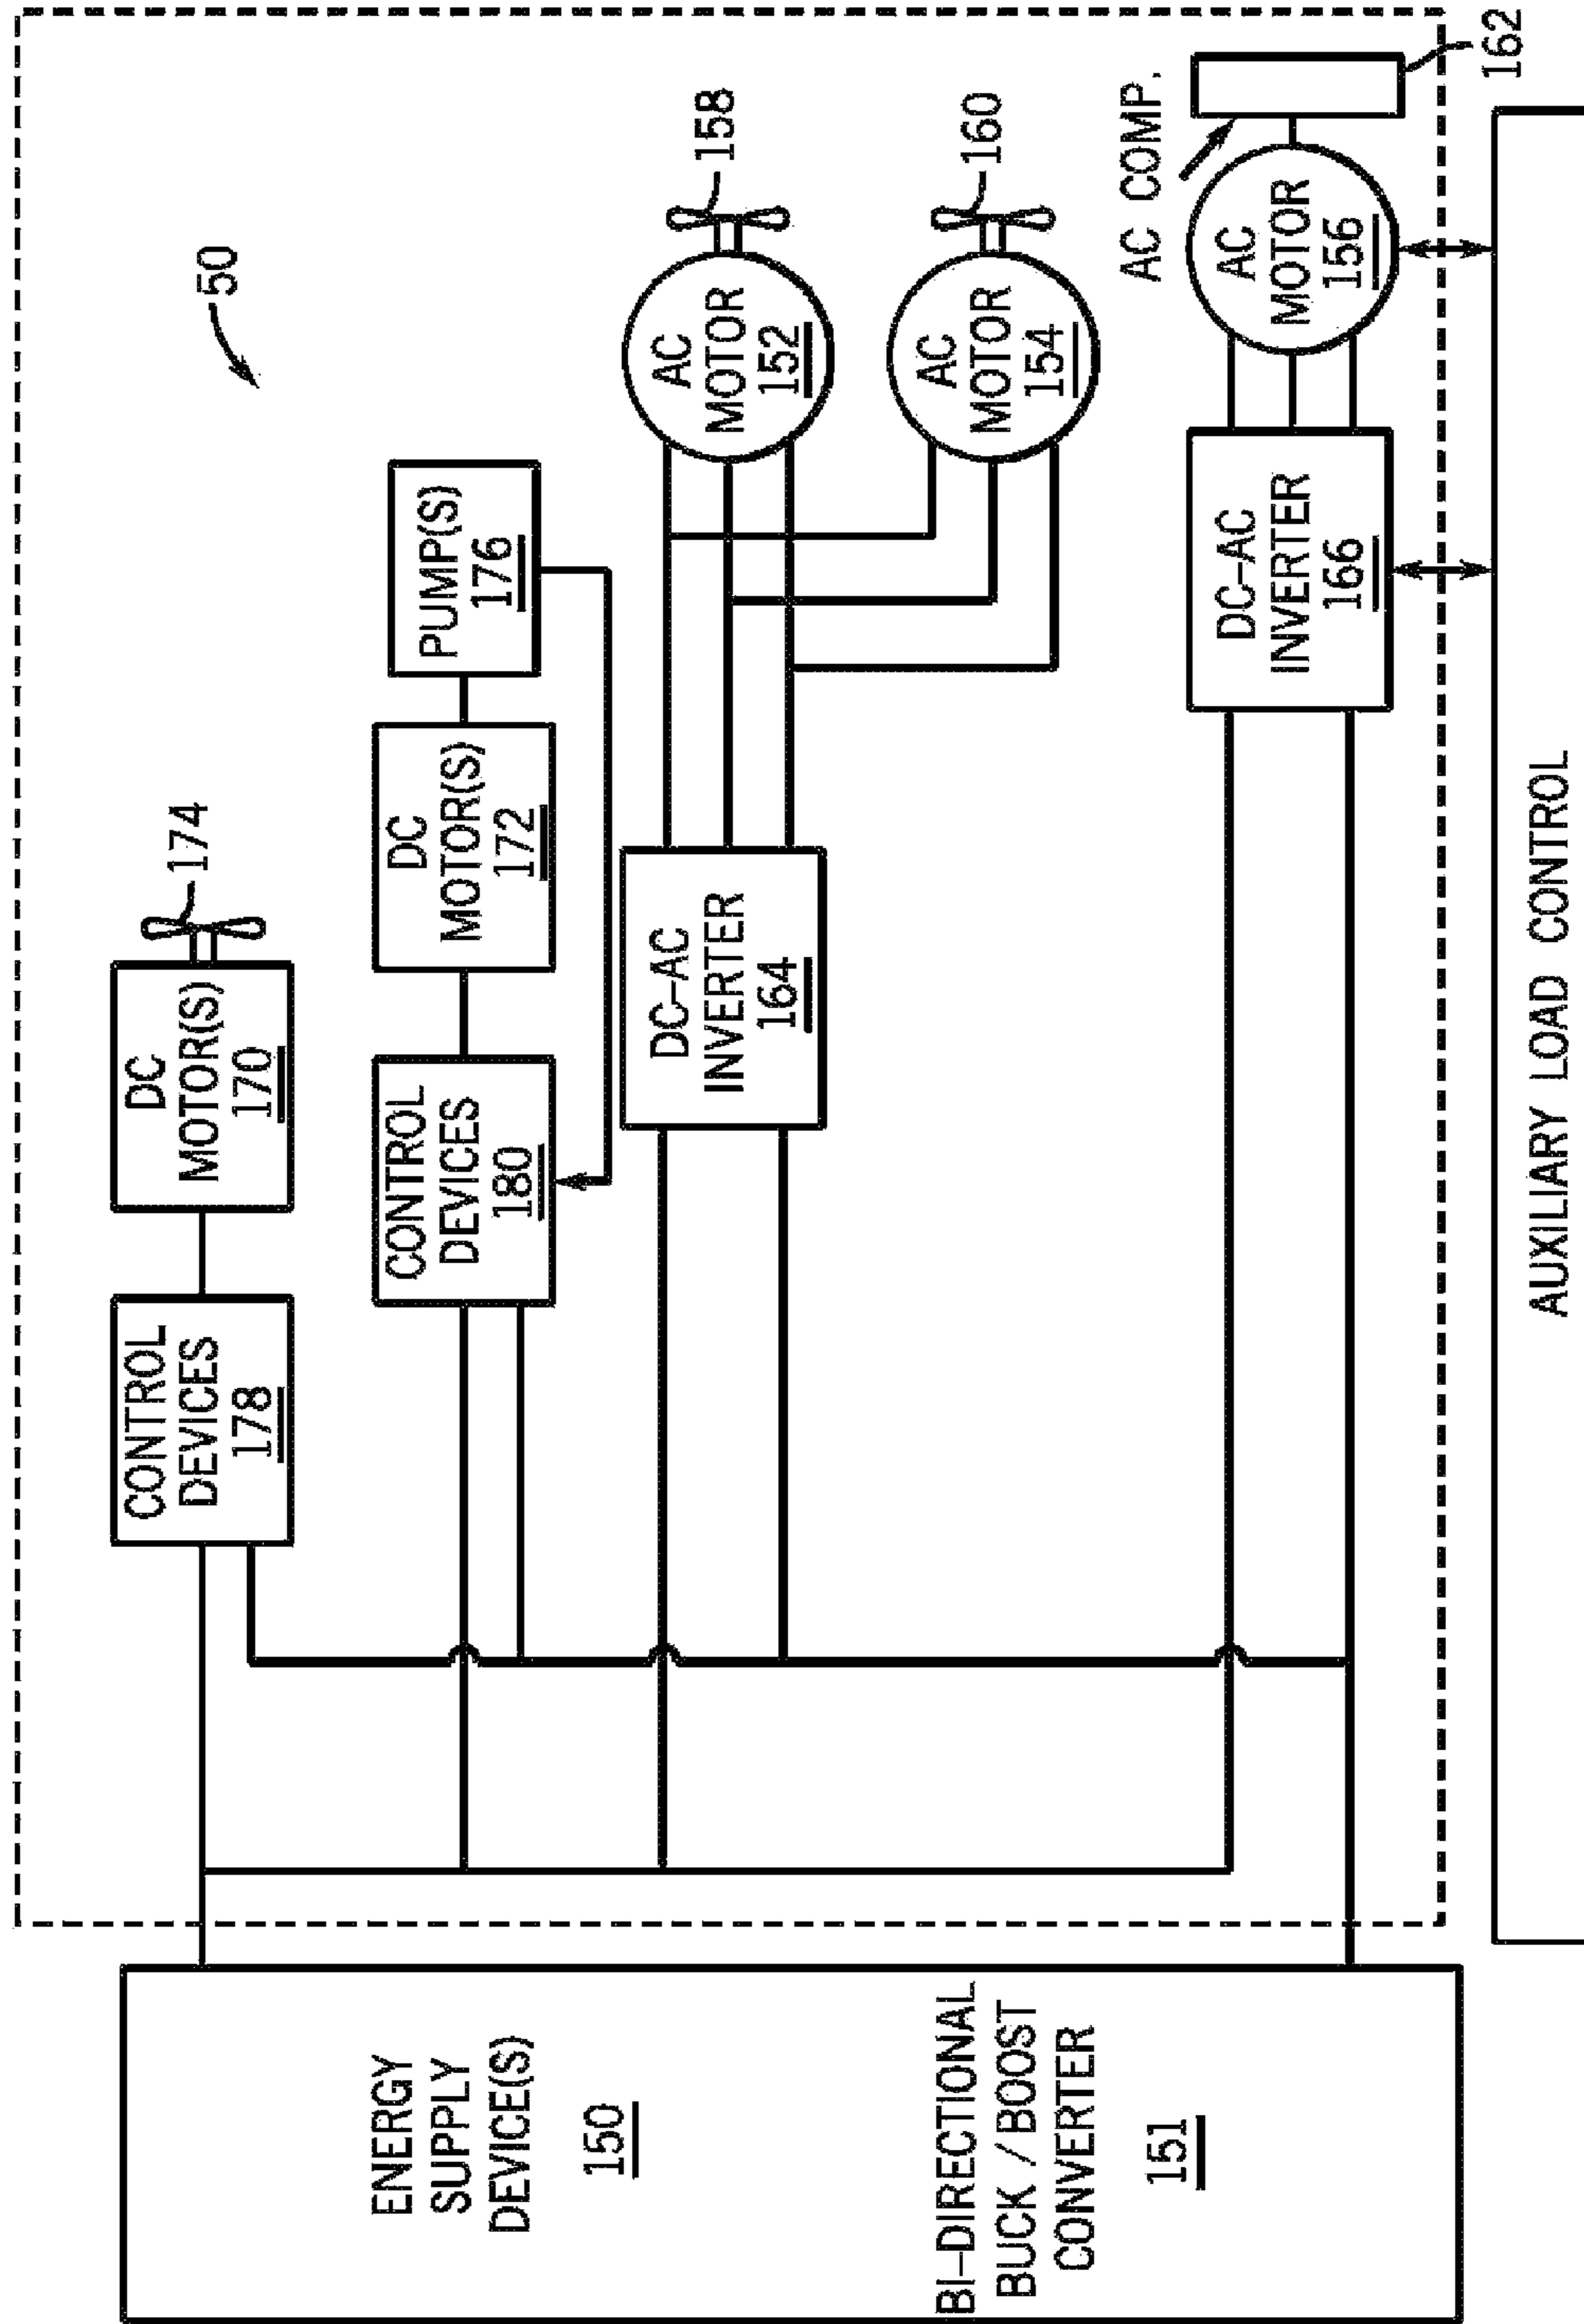 50
CONTROL
DEVICES
178
DC
MOTOR(S)
170
174
CONTROL
DEVICES
180
DC
MOTOR(S)
172
PUMP(S)
176
ENERGY
SUPPLY
DEVICE(S)
150
BI-DIRECTIONAL
BUCK / BOOST
CONVERTER
151
DC-AC
INVERTER
164
AC
MOTOR
152
158
AC
MOTOR
154
160
DC-AC
INVERTER
166
AC COMP.
AC
MOTOR
156
162
AUXILIARY LOAD CONTROL